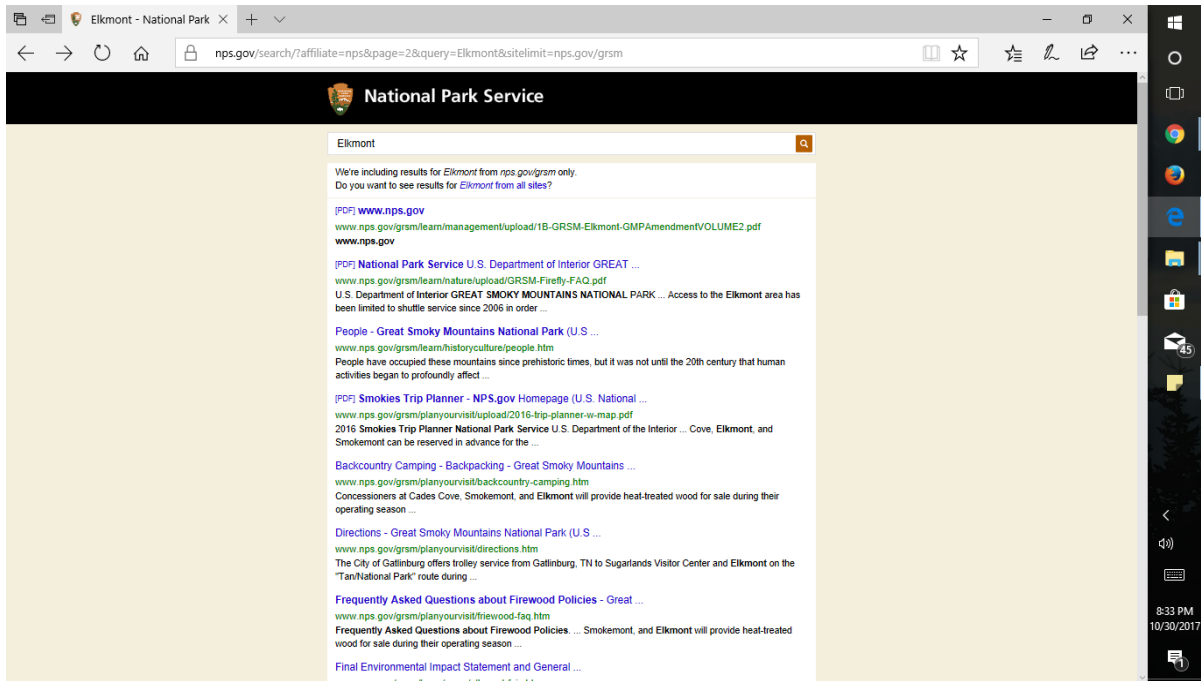 Elkmont - National Park
nps.gov/search/?affiliate=nps&page=2&query=Elkmont&sitelimit=nps.gov/grsm
National Park Service
Elkmont
We're including results for Elkmont from nps.gov/grsm only.
Do you want to see results for Elkmont from all sites?
[PDF] www.nps.gov
www.nps.gov/grsm/learn/management/upload/1B-GRSM-Elkmont-GMPAmendmentVOLUME2.pdf
www.nps.gov
[PDF] National Park Service U.S. Department of Interior GREAT ...
www.nps.gov/grsm/learn/nature/upload/GRSM-Firefly-FAQ.pdf
U.S. Department of Interior GREAT SMOKY MOUNTAINS NATIONAL PARK ... Access to the Elkmont area has
been limited to shuttle service since 2006 in order ...
People - Great Smoky Mountains National Park (U.S ...
www.nps.gov/grsm/learn/historyculture/people.htm
People have occupied these mountains since prehistoric times, but it was not until the 20th century that human
activities began to profoundly affect ...
[PDF] Smokies Trip Planner - NPS.gov Homepage (U.S. National ...
www.nps.gov/grsm/planyourvisit/upload/2016-trip-planner-w-map.pdf
2016 Smokies Trip Planner National Park Service U.S. Department of the Interior ... Cove, Elkmont, and
Smokemont can be reserved in advance for the ...
Backcountry Camping - Backpacking - Great Smoky Mountains ...
www.nps.gov/grsm/planyourvisit/backcountry-camping.htm
Concessioners at Cades Cove, Smokemont, and Elkmont will provide heat-treated wood for sale during their
operating season ...
Directions - Great Smoky Mountains National Park (U.S ...
www.nps.gov/grsm/planyourvisit/directions.htm
The City of Gatlinburg offers trolley service from Gatlinburg, TN to Sugarlands Visitor Center and Elkmont on the
"Tan/National Park" route during ...
Frequently Asked Questions about Firewood Policies - Great ...
www.nps.gov/grsm/planyourvisit/friewood-faq.htm
Frequently Asked Questions about Firewood Policies. ... Smokemont, and Elkmont will provide heat-treated
wood for sale during their operating season ...
Final Environmental Impact Statement and General ...
45
8:33 PM
10/30/2017
1